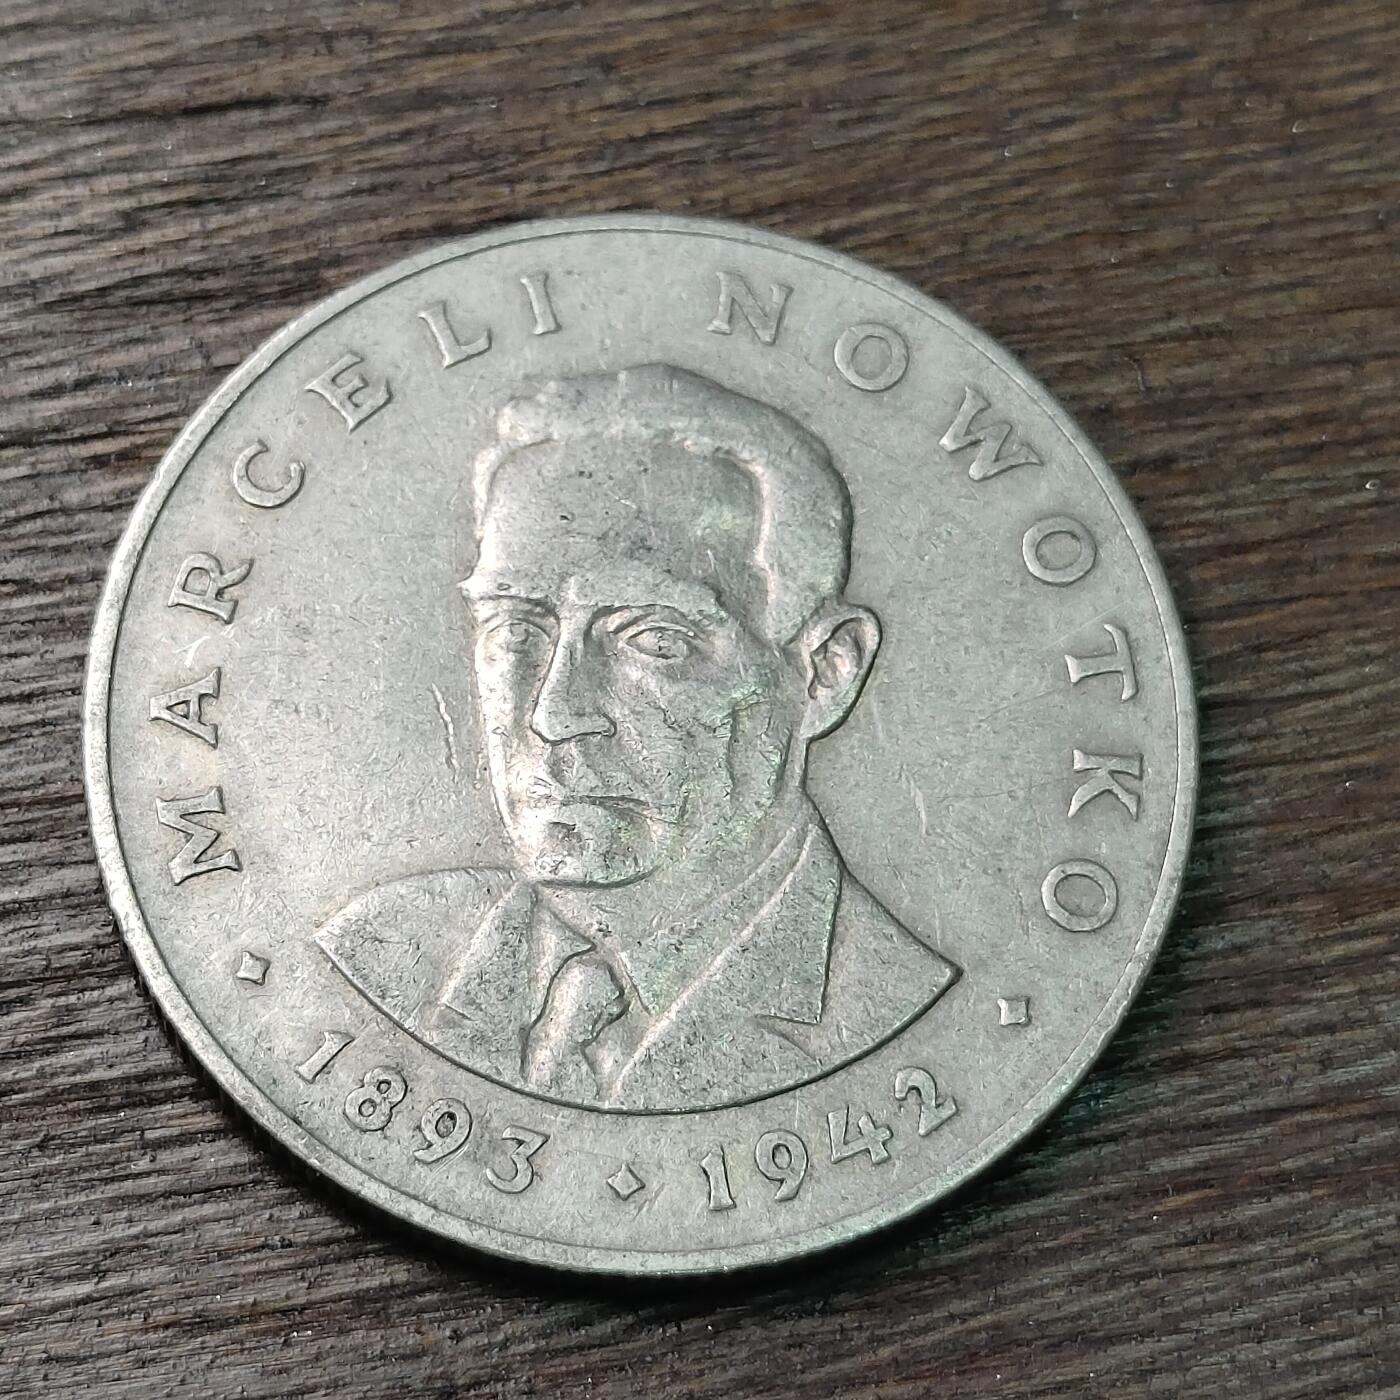 MARCELI NOWOTKO
1893 ⬥ 1942